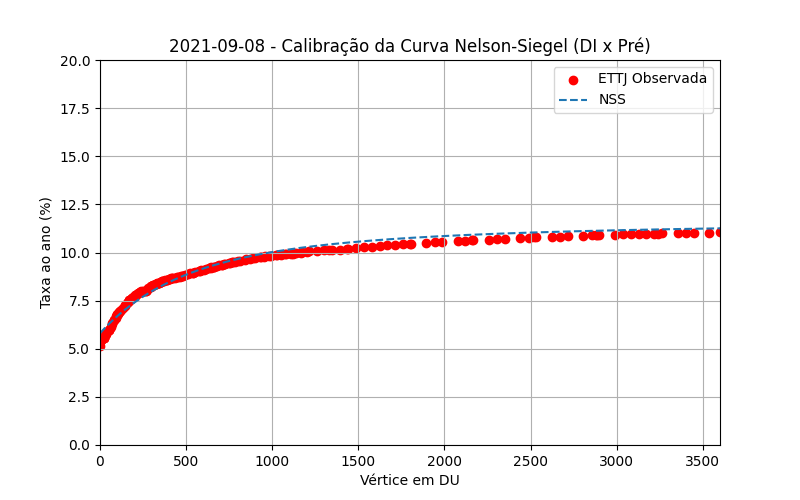 2021-09-08 - Calibração da Curva Nelson-Siegel (DI x Pré)
ETTJ Observada
NSS
Taxa ao ano (%)
20.0
17.5
15.0
12.5
10.0
7.5
5.0
2.5
0.0
0 500 1000 1500 2000 2500 3000 3500
Vértice em DU